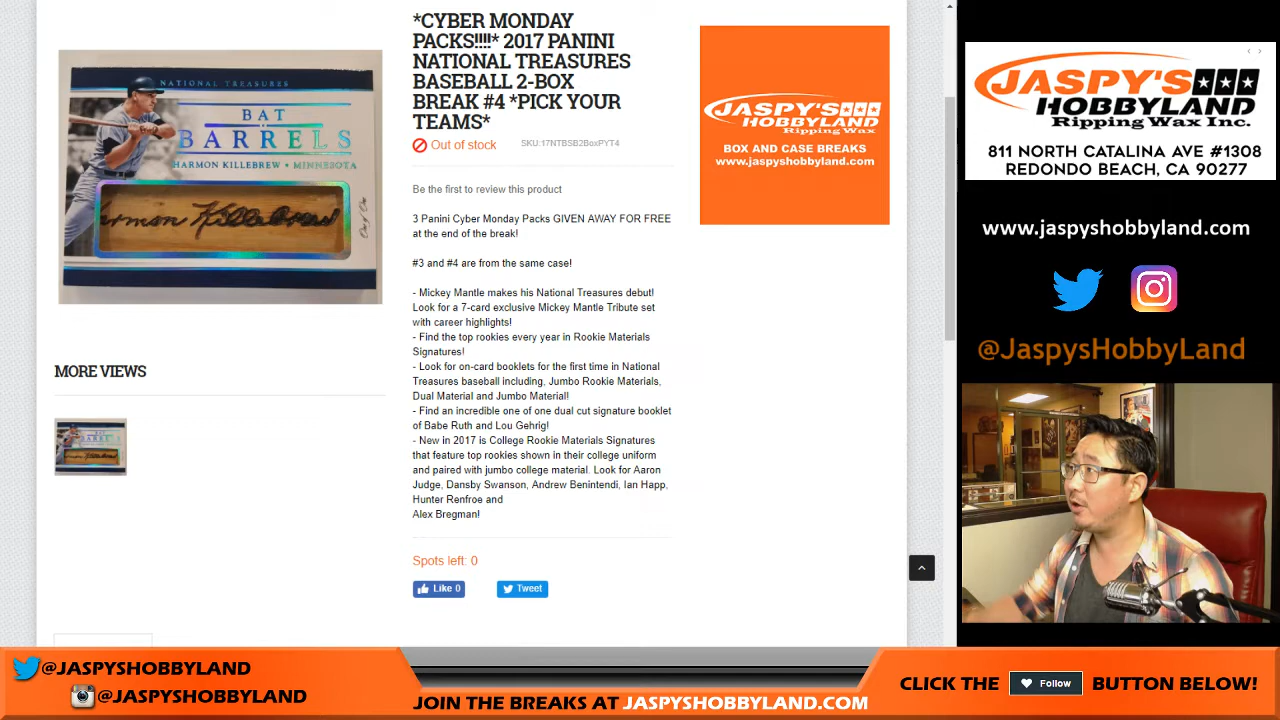 *CYBER MONDAY
PACKS!!!!* 2017 PANINI
NATIONAL TREASURES
BASEBALL 2-BOX
BREAK #4 *PICK YOUR
TEAMS*
Out of stock
SKU:17NTBSB2BoxPYT4
Be the first to review this product
3 Panini Cyber Monday Packs GIVEN AWAY FOR FREE
at the end of the break!
#3 and #4 are from the same case!
- Mickey Mantle makes his National Treasures debut!
Look for a 7-card exclusive Mickey Mantle Tribute set
with career highlights!
- Find the top rookies every year in Rookie Materials
Signatures!
- Look for on-card booklets for the first time in National
Treasures baseball including, Jumbo Rookie Materials,
Dual Material and Jumbo Material!
- Find an incredible one of one dual cut signature booklet
of Babe Ruth and Lou Gehrig!
- New in 2017 is College Rookie Materials Signatures
that feature top rookies shown in their college uniform
and paired with jumbo college material. Look for Aaron
Judge, Dansby Swanson, Andrew Benintendi, Ian Happ,
Hunter Renfroe and
Alex Bregman!
Spots left: 0
Like 0
Tweet
NATIONAL TREASURES
BAT
BARRELS
HARMON KILLEBREW • MINNESOTA
armon Killebrew
One of One
MORE VIEWS
BAT
BARRELS
JASPY'S
HOBBYLAND
Ripping Wax
BOX AND CASE BREAKS
www.jaspyshobbyland.com
JASPY'S
HOBBYLAND
Ripping Wax Inc.
811 NORTH CATALINA AVE #1308
REDONDO BEACH, CA 90277
www.jaspyshobbyland.com
@JaspysHobbyLand
@JASPYSHOBBYLAND
@JASPYSHOBBYLAND
JOIN THE BREAKS AT JASPYSHOBBYLAND.COM
CLICK THE
Follow
BUTTON BELOW!